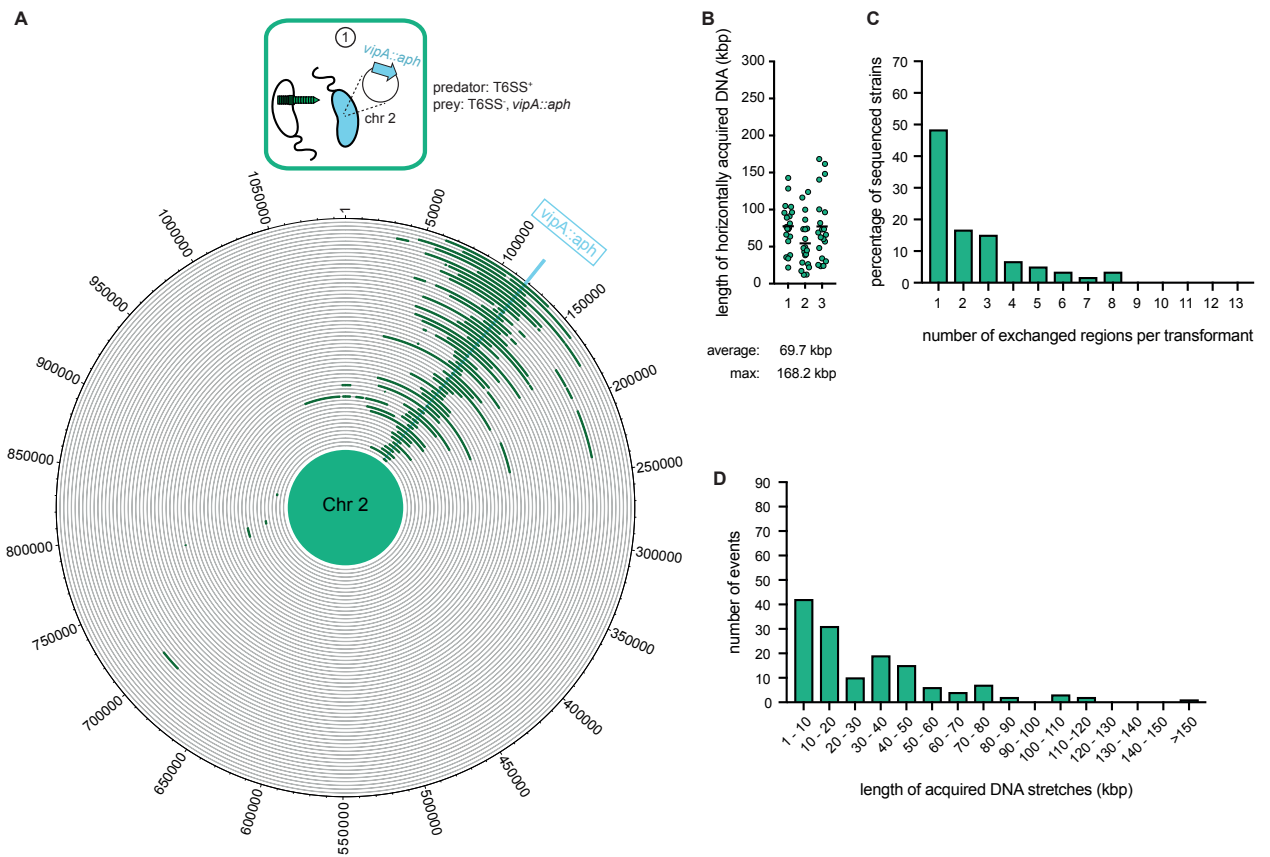 A
1
vipA::aph
chr 2
predator: T6SS+
prey: T6SS-, vipA::aph
1
50000
100000
vipA::aph
150000
200000
250000
300000
350000
400000
450000
500000
550000
600000
650000
700000
750000
800000
850000
900000
950000
1000000
1050000
Chr 2
B
length of horizontally acquired DNA (kbp)
300
250
200
150
100
50
0
1 2 3
average: 69.7 kbp
max: 168.2 kbp
C
percentage of sequenced strains
70
60
50
40
30
20
10
0
1 2 3 4 5 6 7 8 9 10 11 12 13
number of exchanged regions per transformant
D
number of events
90
80
70
60
50
40
30
20
10
0
1 - 10
10 - 20
20 - 30
30 - 40
40 - 50
50 - 60
60 - 70
70 - 80
80 - 90
90 - 100
100 - 110
110 -120
120 - 130
130 - 140
140 - 150
>150
length of acquired DNA stretches (kbp)